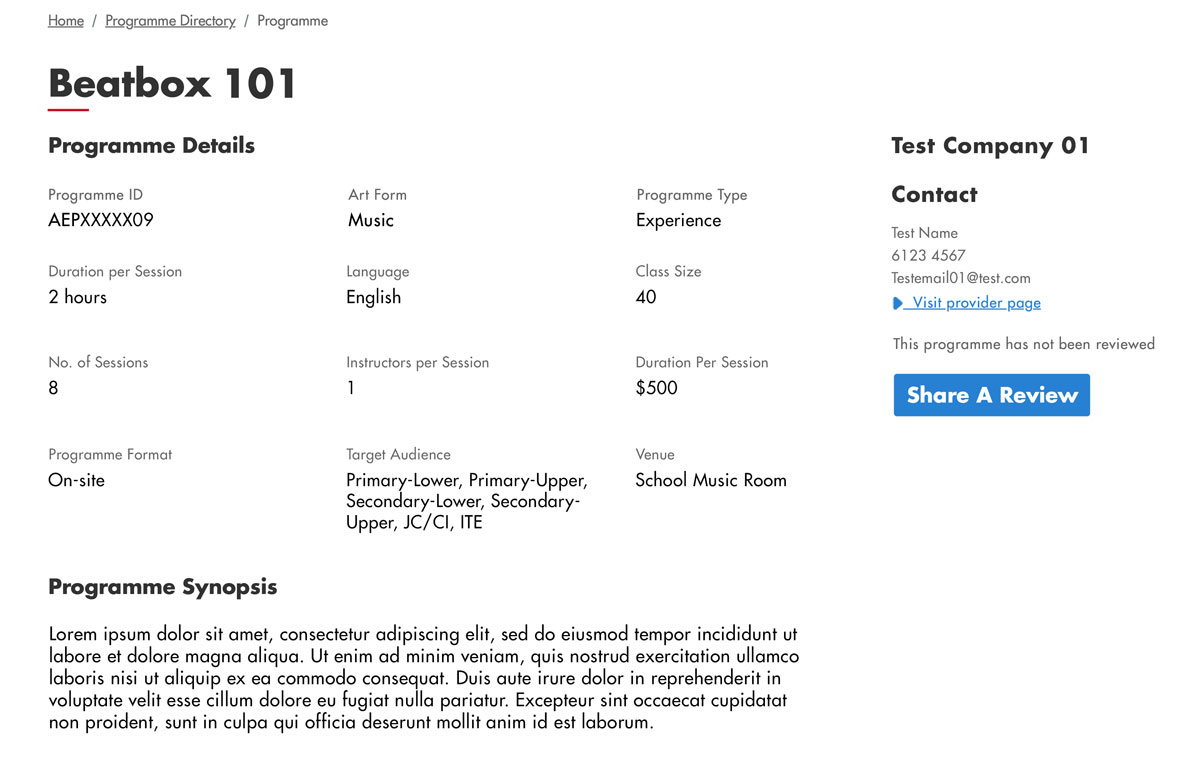 Home / Programme Directory / Programme
Beatbox 101
Programme Details
Programme ID
AEPXXXXX09
Art Form
Music
Programme Type
Experience
Duration per Session
2 hours
Language
English
Class Size
40
No. of Sessions
8
Instructors per Session
1
Duration Per Session
$500
Programme Format
On-site
Target Audience
Primary-Lower, Primary-Upper,
Secondary-Lower, Secondary-
Upper, JC/CI, ITE
Venue
School Music Room
Programme Synopsis
Lorem ipsum dolor sit amet, consectetur adipiscing elit, sed do eiusmod tempor incididunt ut
labore et dolore magna aliqua. Ut enim ad minim veniam, quis nostrud exercitation ullamco
laboris nisi ut aliquip ex ea commodo consequat. Duis aute irure dolor in reprehenderit in
voluptate velit esse cillum dolore eu fugiat nulla pariatur. Excepteur sint occaecat cupidatat
non proident, sunt in culpa qui officia deserunt mollit anim id est laborum.
Test Company 01
Contact
Test Name
6123 4567
Testemail01@test.com
Visit provider page
This programme has not been reviewed
Share A Review